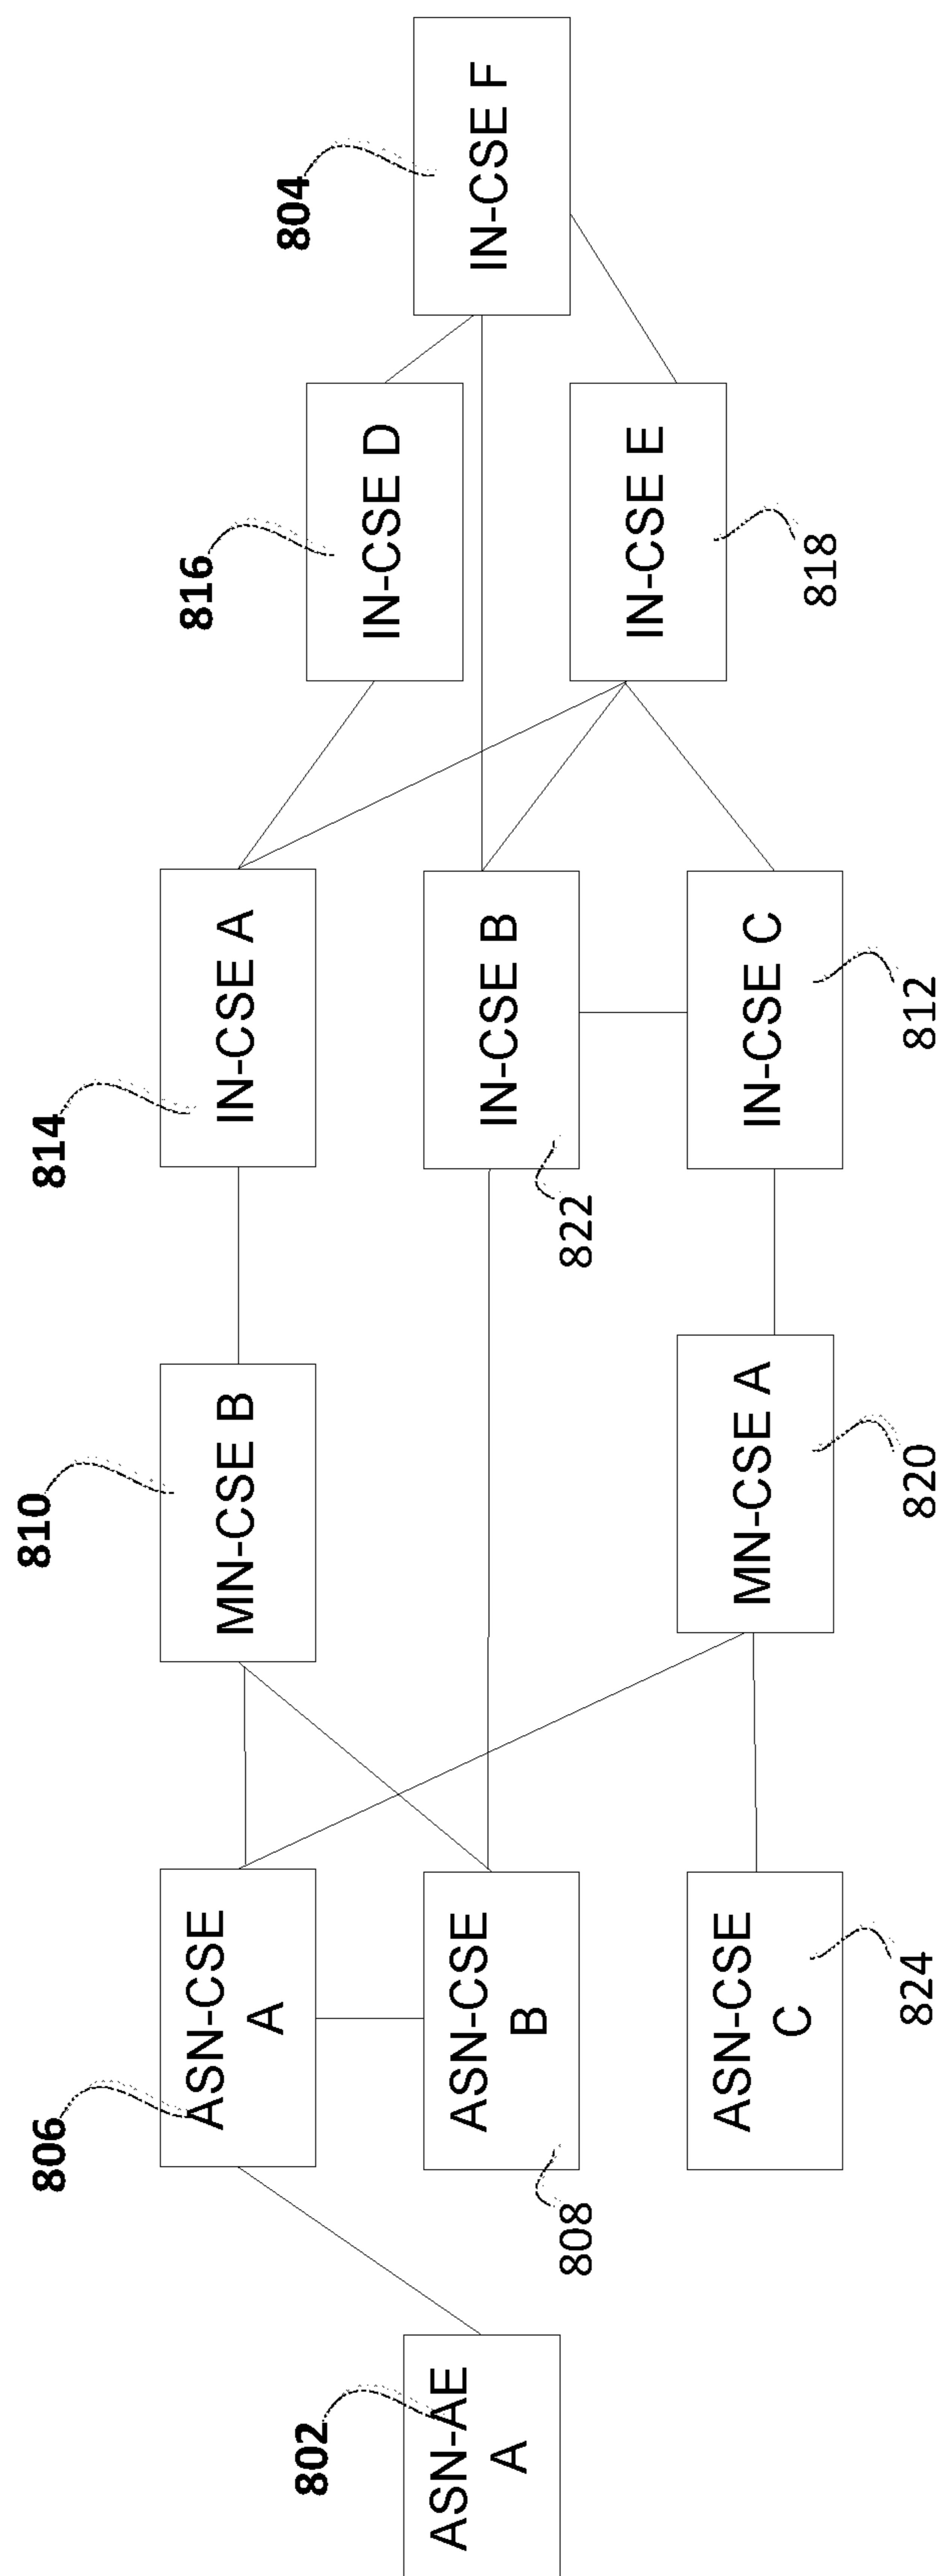 802
ASN-AE
A
806
ASN-CSE
A
808
ASN-CSE
B
824
ASN-CSE
C
810
MN-CSE B
820
MN-CSE A
814
IN-CSE A
822
IN-CSE B
812
IN-CSE C
816
IN-CSE D
818
IN-CSE E
804
IN-CSE F